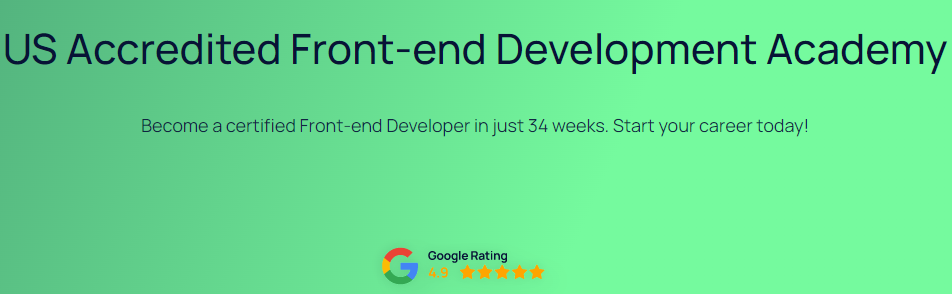 US Accredited Front-end Development Academy
Become a certified Front-end Developer in just 34 weeks. Start your career today!
Google Rating
4.9